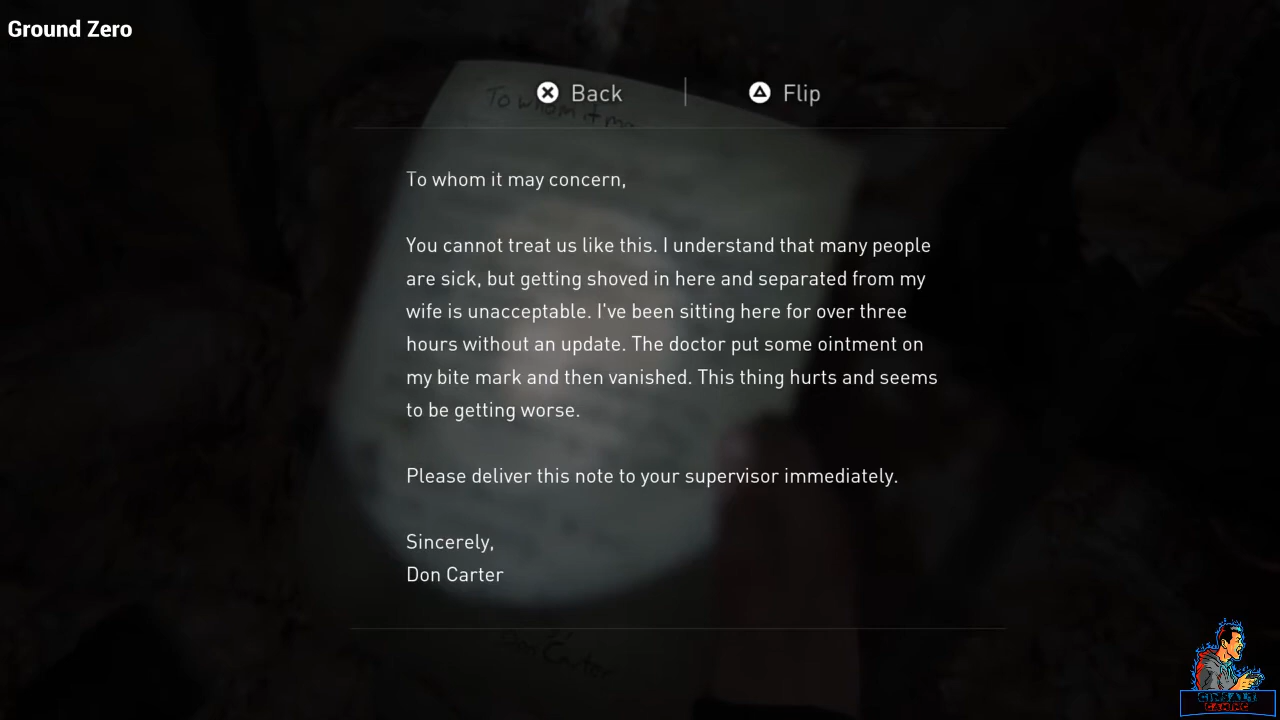 Ground Zero
Back
Flip
To whom it may concern,
You cannot treat us like this. I understand that many people
are sick, but getting shoved in here and separated from my
wife is unacceptable. I've been sitting here for over three
hours without an update. The doctor put some ointment on
my bite mark and then vanished. This thing hurts and seems
to be getting worse.
Please deliver this note to your supervisor immediately.
Sincerely,
Don Carter
Don Carter